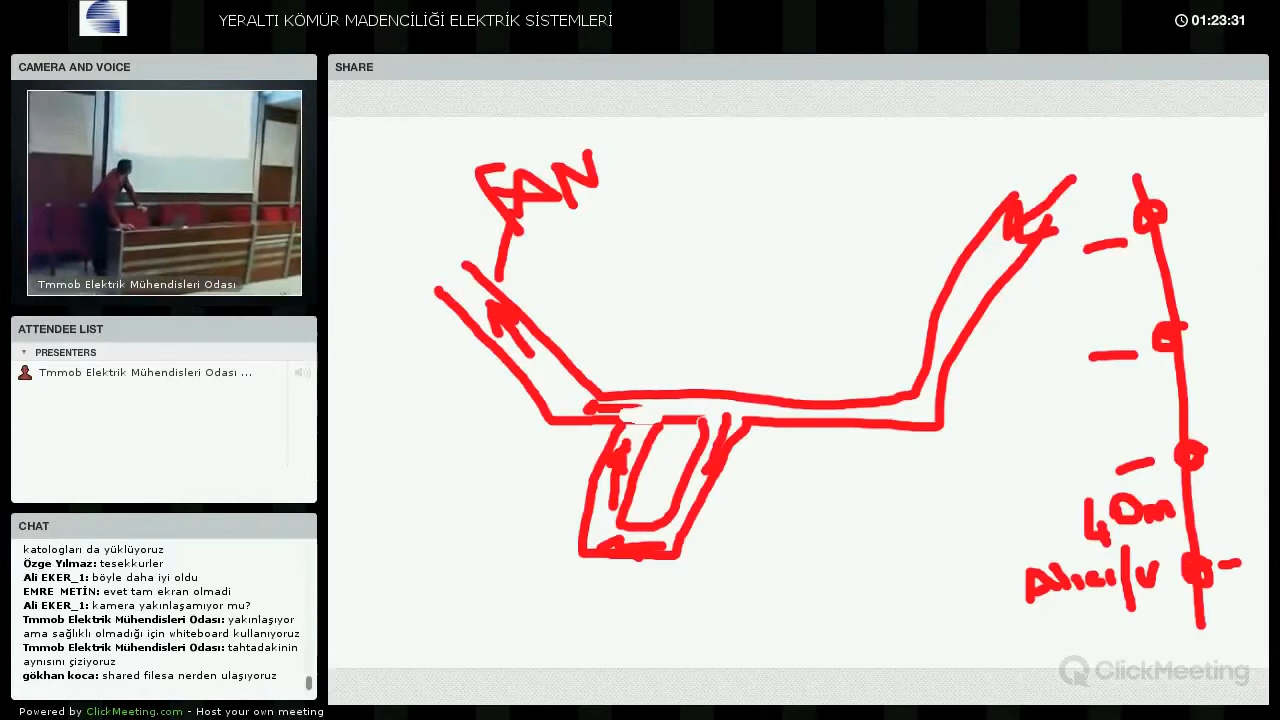 YERALTI KÖMÜR MADENCİLİĞİ ELEKTRİK SİSTEMLERİ
01:23:31
CAMERA AND VOICE
Tmmob Elektrik Mühendisleri Odası
ATTENDEE LIST
PRESENTERS
Tmmob Elektrik Mühendisleri Odası ...
CHAT
katologları da yüklüyoruz
Özge Yılmaz: tesekkurler
Ali EKER_1: böyle daha iyi oldu
EMRE METİN: evet tam ekran olmadi
Ali EKER_1: kamera yakınlaşamıyor mu?
Tmmob Elektrik Mühendisleri Odası: yakınlaşıyor
ama sağlıklı olmadığı için whiteboard kullanıyoruz
Tmmob Elektrik Mühendisleri Odası: tahtadakinin
aynısını çiziyoruz
gökhan koca: shared filesa nerden ulaşıyoruz
Powered by ClickMeeting.com - Host your own meeting
SHARE
FAN
40m
ClickMeeting